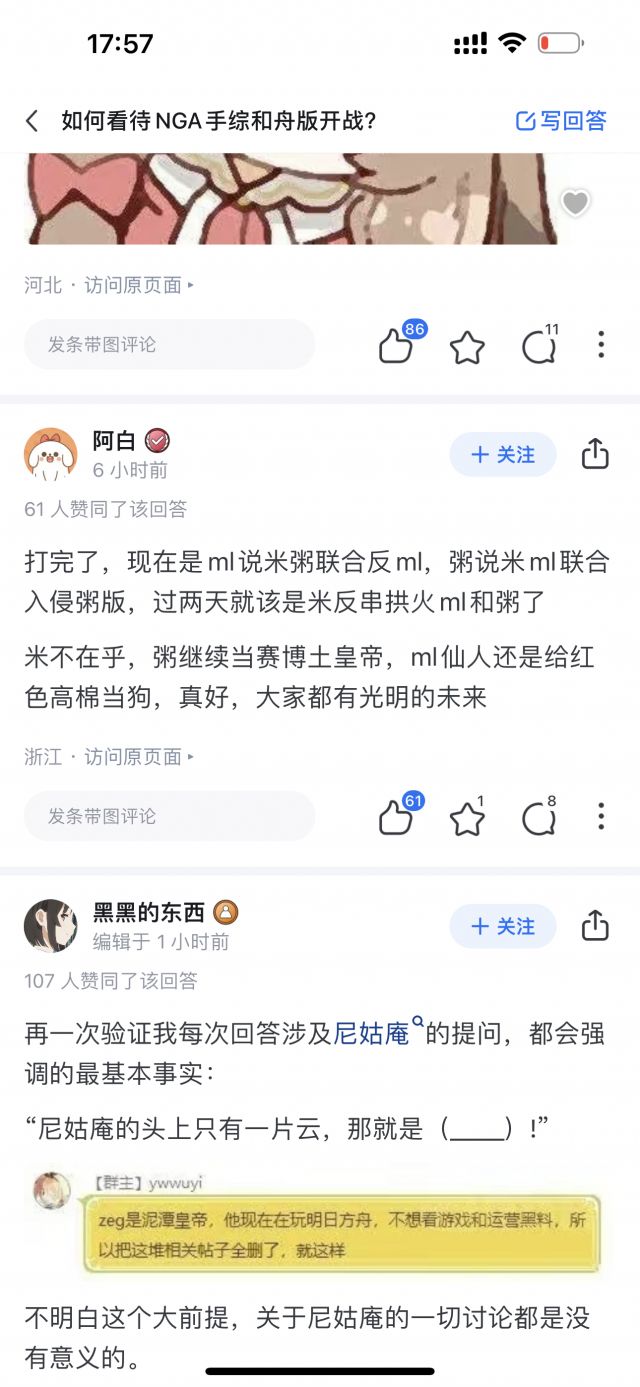 17:57
如何看待NGA手综和舟版开战?
写回答
河北 · 访问原页面
发条带图评论
86
11
阿白
关注
6 小时前
61 人赞同了该回答
打完了，现在是ml说米粥联合反ml，粥说米ml联合
入侵粥版，过两天就该是米反串拱火ml和粥了
米不在乎，粥继续当赛博土皇帝，ml仙人还是给红
色高棉当狗，真好，大家都有光明的未来
浙江 · 访问原页面
发条带图评论
61
1
8
黑黑的东西
关注
编辑于 1 小时前
107 人赞同了该回答
再一次验证我每次回答涉及尼姑庵的提问，都会强
调的最基本事实：
“尼姑庵的头上只有一片云，那就是（____）!”
【群主】ywwuyi
zeg是泥潭皇帝，他现在在玩明日方舟，不想看游戏和运营黑料，所
以把这堆相关帖子全删了，就这样
不明白这个大前提，关于尼姑庵的一切讨论都是没
有意义的。